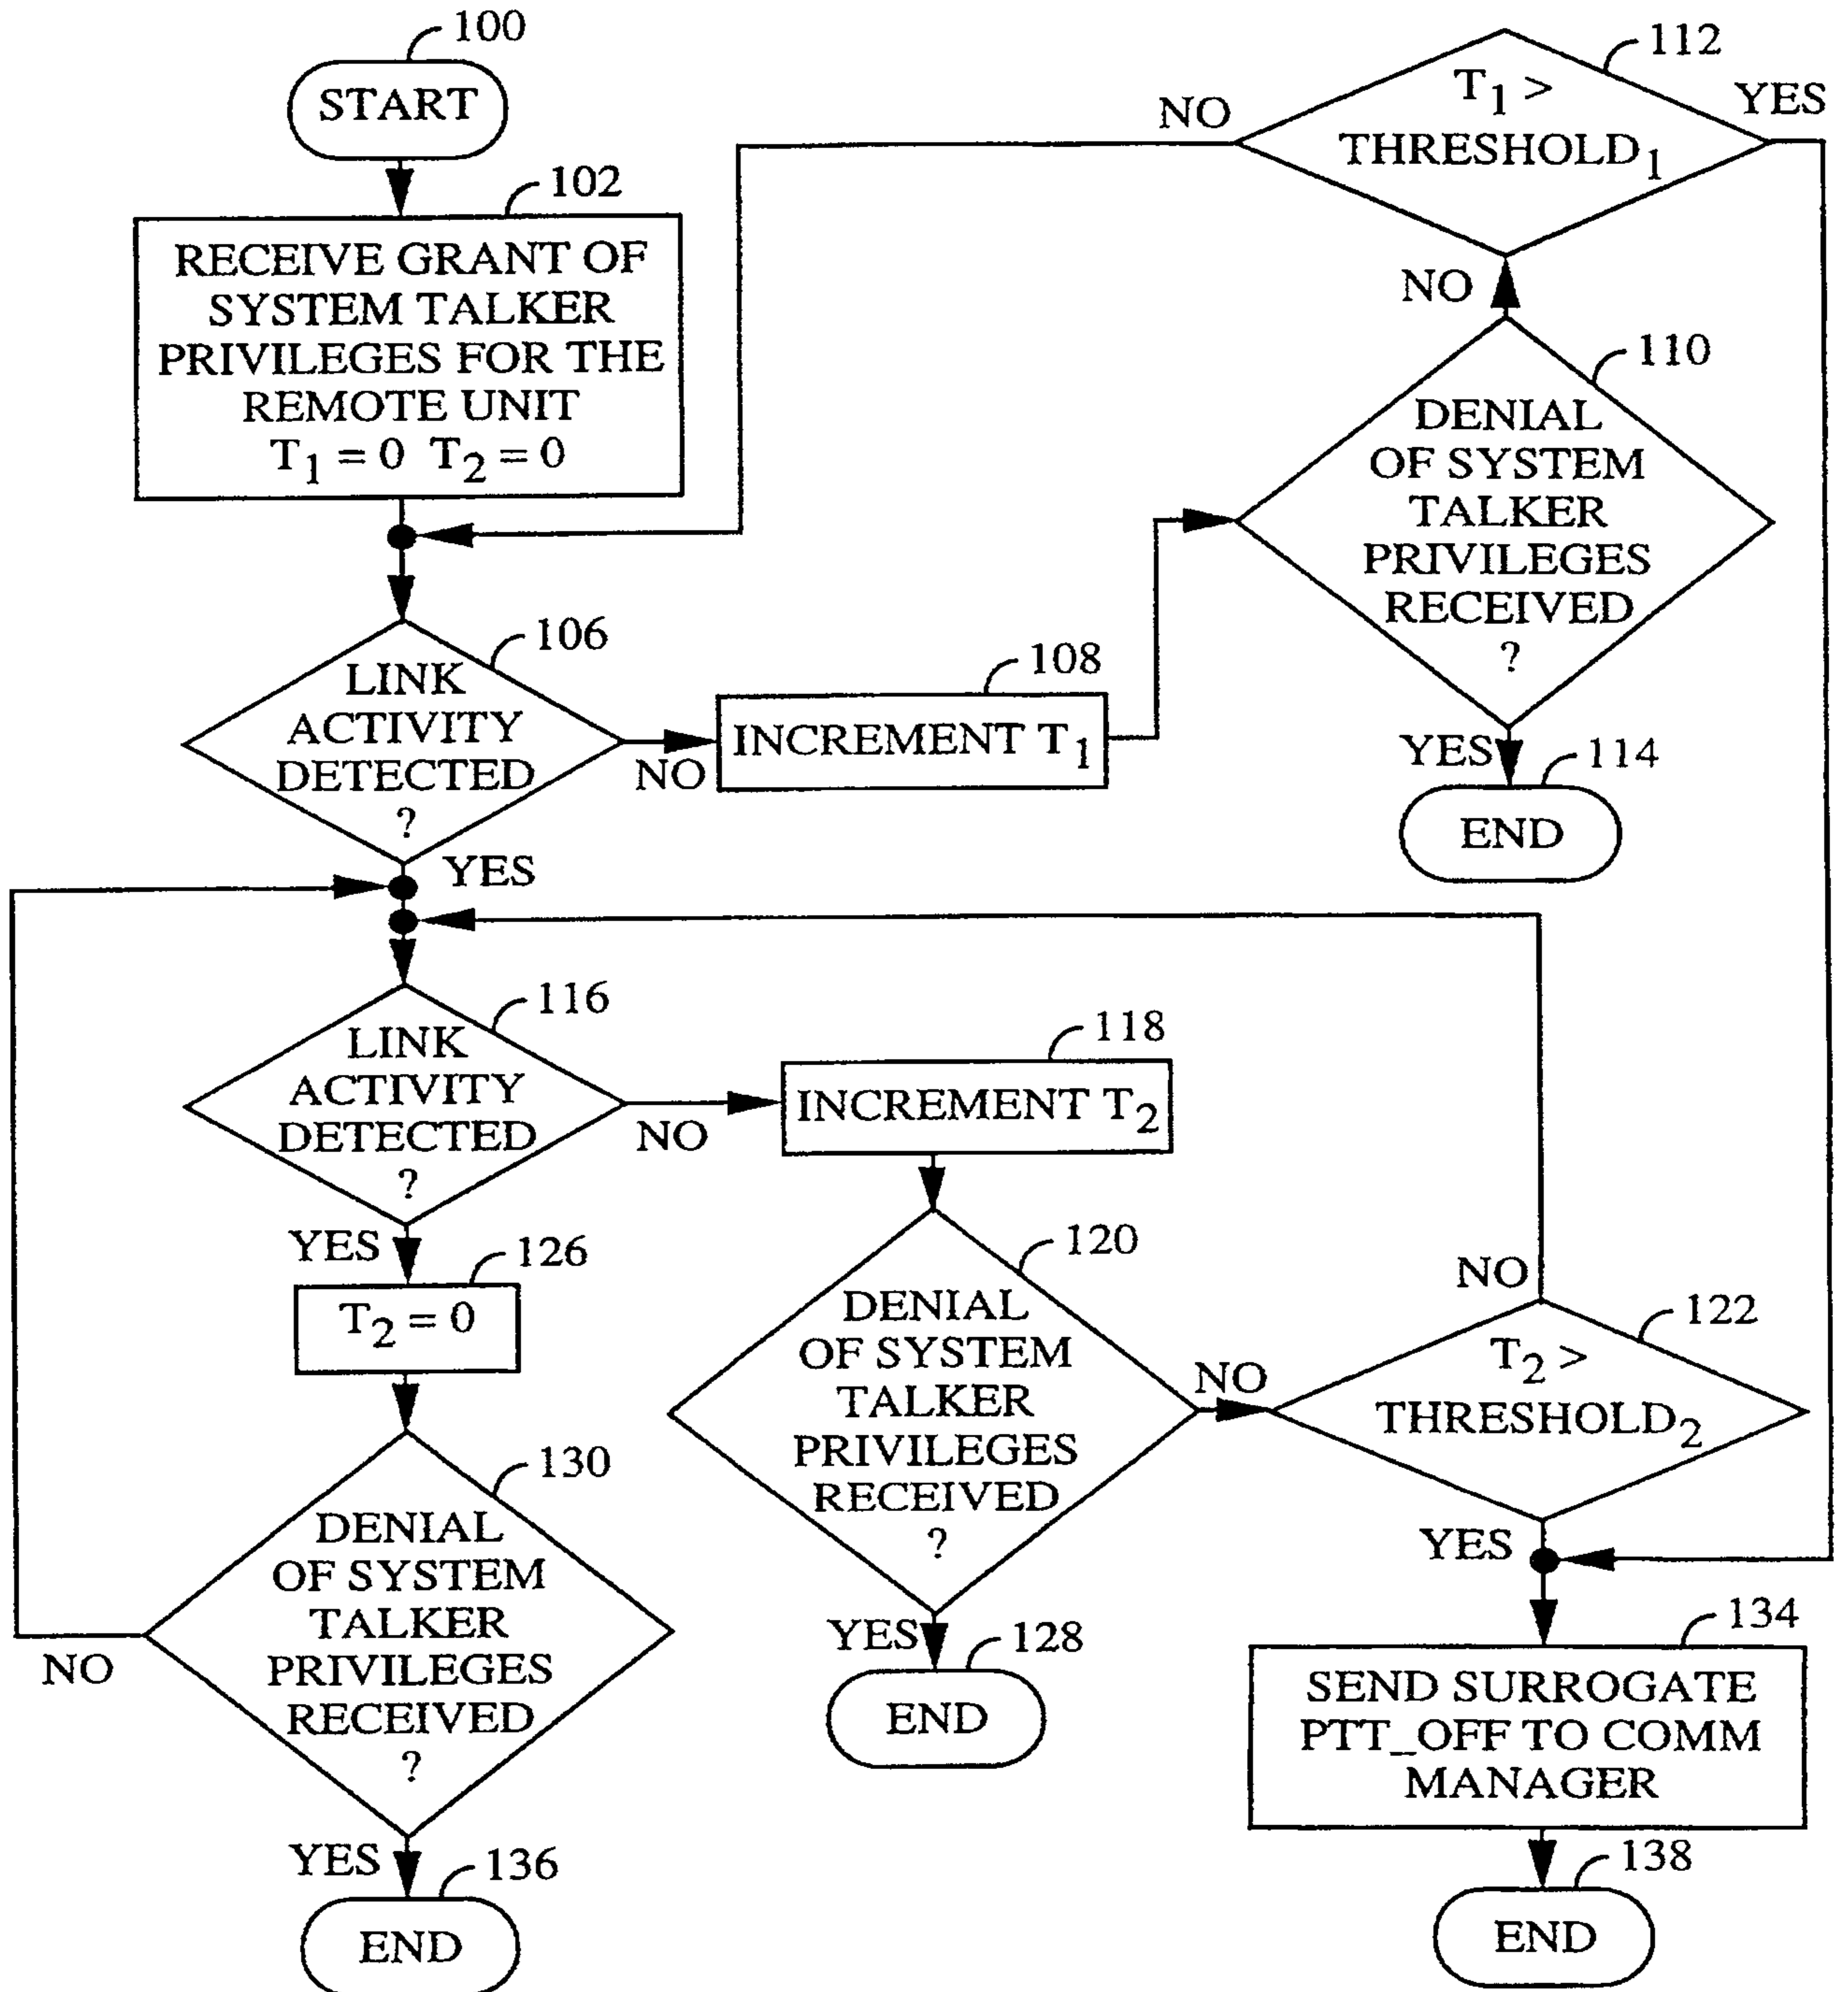 100
START
102
RECEIVE GRANT OF
SYSTEM TALKER
PRIVILEGES FOR THE
REMOTE UNIT
T1 = 0 T2 = 0
112
T1 >
THRESHOLD1
NO
YES
NO
110
DENIAL
OF SYSTEM
TALKER
PRIVILEGES
RECEIVED
?
YES
114
END
106
LINK
ACTIVITY
DETECTED
?
NO
YES
108
INCREMENT T1
116
LINK
ACTIVITY
DETECTED
?
NO
YES
118
INCREMENT T2
120
DENIAL
OF SYSTEM
TALKER
PRIVILEGES
RECEIVED
?
NO
YES
128
END
122
T2 >
THRESHOLD2
NO
YES
126
T2 = 0
130
DENIAL
OF SYSTEM
TALKER
PRIVILEGES
RECEIVED
?
NO
YES
136
END
134
SEND SURROGATE
PTT_OFF TO COMM
MANAGER
138
END